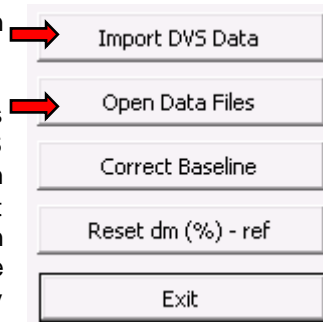 Import DVS Data
Open Data Files
Correct Baseline
Reset dm (%) - ref
Exit